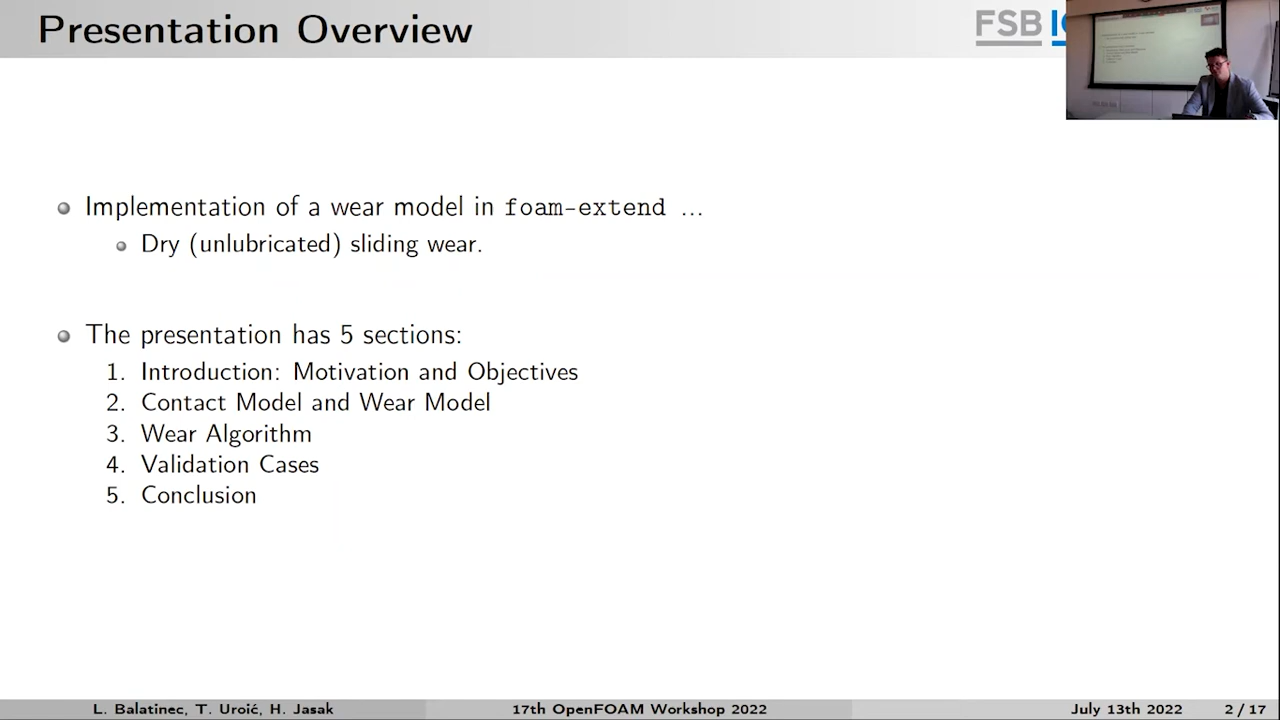 Presentation Overview
FSB
Implementation of a wear model in foam-extend ...
Dry (unlubricated) sliding wear.
The presentation has 5 sections:
1. Introduction: Motivation and Objectives
2. Contact Model and Wear Model
3. Wear Algorithm
4. Validation Cases
5. Conclusion
L. Balatinec, T. Uroić, H. Jasak 17th OpenFOAM Workshop 2022 July 13th 2022 2 / 17